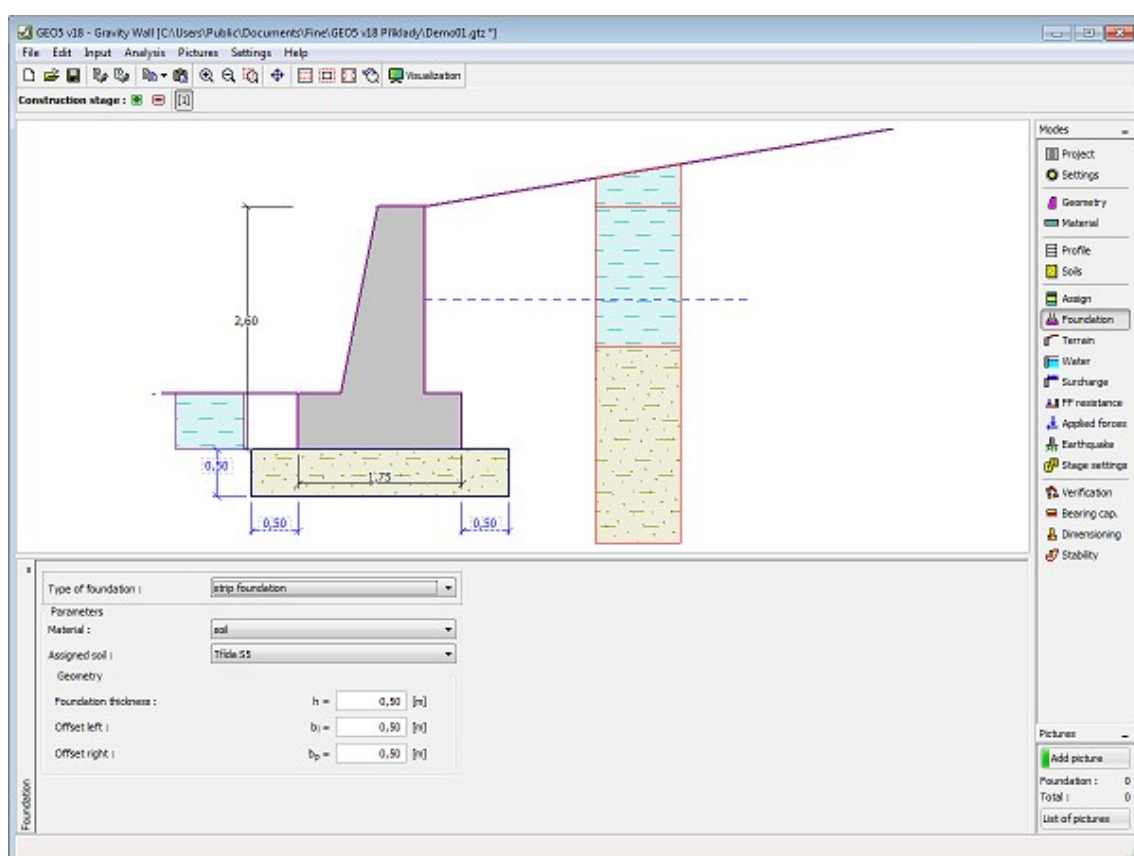 GEO5 v18 - Gravity Wall [C:\Users\Public\Documents\Fine\GEO5 v18 Příklady\Demo01.gtz *]
File Edit Input Analysis Pictures Settings Help
Visualization
Construction stage : [1]
2,60
0,50
1,75
0,50 0,50
Modes
Project
Settings
Geometry
Material
Profile
Soils
Assign
Foundation
Terrain
Water
Surcharge
FF resistance
Applied forces
Earthquake
Stage settings
Verification
Bearing cap.
Dimensioning
Stability
Foundation
Type of foundation : strip foundation
Parameters
Material : soil
Assigned soil : Třída S5
Geometry
Foundation thickness : h = 0,50 [m]
Offset left : bl = 0,50 [m]
Offset right : bp = 0,50 [m]
Pictures
Add picture
Foundation : 0
Total : 0
List of pictures